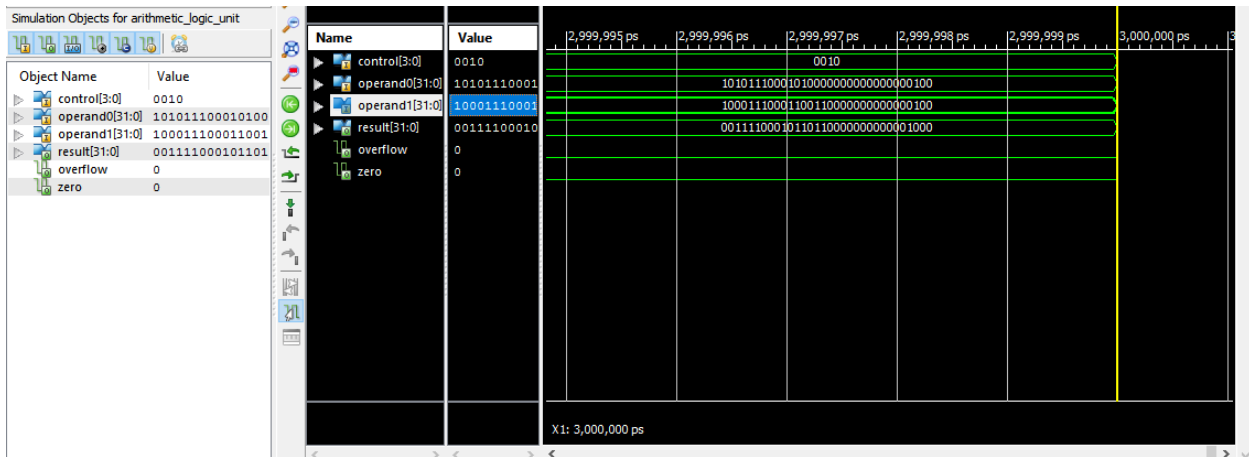 Simulation Objects for arithmetic_logic_unit
Object Name Value
control[3:0] 0010
operand0[31:0] 101011100010100
operand1[31:0] 100011100011001
result[31:0] 001111000101101
overflow 0
zero 0
Name Value
2,999,995 ps 2,999,996 ps 2,999,997 ps 2,999,998 ps 2,999,999 ps 3,000,000 ps
control[3:0] 0010 0010
operand0[31:0] 10101110001 10101110001010000000000000000100
operand1[31:0] 10001110001 10001110001100110000000000000100
result[31:0] 00111100010 00111100010110110000000000001000
overflow 0
zero 0
X1: 3,000,000 ps